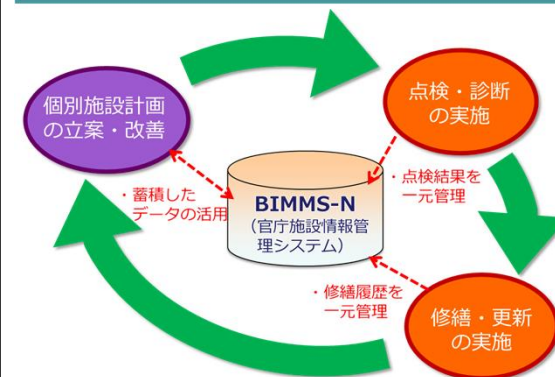 個別施設計画
の立案・改善
点検・診断
の実施
BIMMS-N
（官庁施設情報管
理システム）
・蓄積した
データの活用
・点検結果を
一元管理
・修繕履歴を
一元管理
修繕・更新
の実施